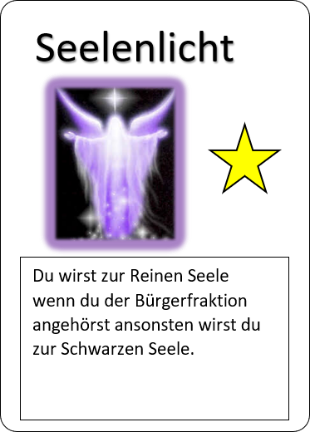 Seelenlicht
Du wirst zur Reinen Seele
wenn du der Bürgerfraktion
angehörst ansonsten wirst du
zur Schwarzen Seele.